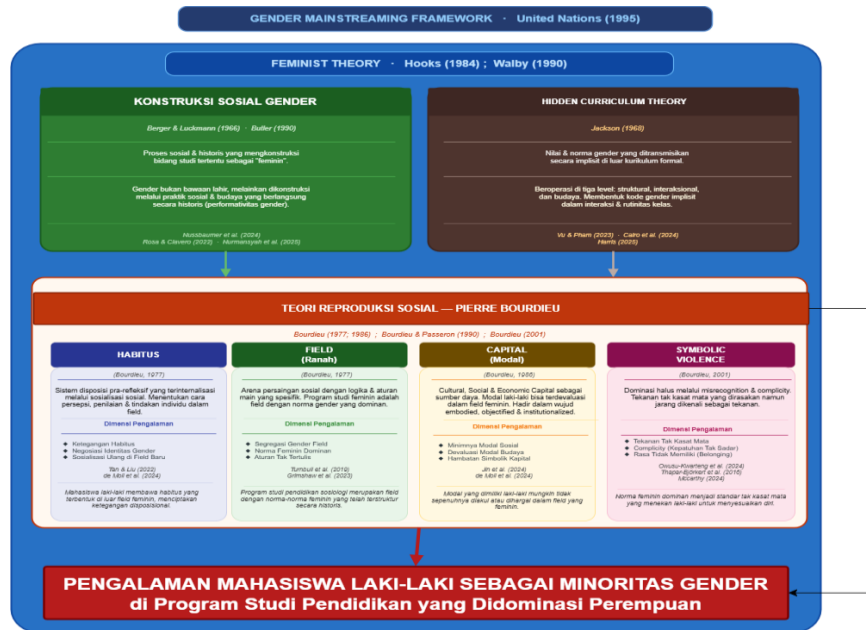 GENDER MAINSTREAMING FRAMEWORK · United Nations (1995)
FEMINIST THEORY · Hooks (1984) ; Walby (1990)
KONSTRUKSI SOSIAL GENDER
Berger & Luckmann (1966) · Butler (1990)
Proses sosial & historis yang mengkonstruksi
bidang studi tertentu sebagai "feminin".
Gender bukan bawaan lahir, melainkan dikonstruksi
melalui praktik sosial & budaya yang berlangsung
secara historis (performativitas gender).
Nussbaumer et al. (2024)
Rosa & Clavero (2022) · Nurmansyah et al. (2025)
HIDDEN CURRICULUM THEORY
Jackson (1968)
Nilai & norma gender yang ditransmisikan
secara implisit di luar kurikulum formal.
Beroperasi di tiga level: struktural, interaksional,
dan budaya. Membentuk kode gender implisit
dalam interaksi & rutinitas kelas.
Vu & Pham (2023) · Cairo et al. (2024)
Harris (2025)
TEORI REPRODUKSI SOSIAL — PIERRE BOURDIEU
Bourdieu (1977; 1986) ; Bourdieu & Passeron (1990) ; Bourdieu (2001)
HABITUS
(Bourdieu, 1977)
Sistem disposisi pra-refleksif yang terinternalisasi
melalui sosialisasi sosial. Menentukan cara
persepsi, penilaian & tindakan individu dalam
field.
Dimensi Pengalaman
❖ Ketegangan Habitus
❖ Negosiasi Identitas Gender
❖ Sosialisasi Ulang di Field Baru
Tan & Liu (2022)
de Moll et al. (2024)
Mahasiswa laki-laki membawa habitus yang
terbentuk di luar field feminin, menciptakan
ketegangan disposisional.
FIELD
(Ranah)
(Bourdieu, 1977)
Arena persaingan sosial dengan logika & aturan
main yang spesifik. Program studi feminin adalah
field dengan norma gender yang dominan.
Dimensi Pengalaman
❖ Segregasi Gender Field
❖ Norma Feminin Dominan
❖ Aturan Tak Tertulis
Turnbull et al. (2019)
Grimshaw et al. (2023)
Program studi pendidikan sosiologi merupakan field
dengan norma-norma feminin yang telah terstruktur
secara historis.
CAPITAL
(Modal)
(Bourdieu, 1986)
Cultural, Social & Economic Capital sebagai
sumber daya. Modal laki-laki bisa terdevaluasi
dalam field feminin. Hadir dalam wujud
embodied, objectified & institutionalized.
Dimensi Pengalaman
❖ Minimnya Modal Sosial
❖ Devaluasi Modal Budaya
❖ Hambatan Simbolik Kapital
Jin et al. (2024)
de Moll et al. (2024)
Modal yang dimiliki laki-laki mungkin tidak
sepenuhnya diakui atau dihargai dalam field yang
feminin.
SYMBOLIC
VIOLENCE
(Bourdieu, 2001)
Dominasi halus melalui misrecognition & complicity.
Tekanan tak kasat mata yang dirasakan namun
jarang dikenali sebagai tekanan.
Dimensi Pengalaman
❖ Tekanan Tak Kasat Mata
❖ Complicity (Kepatuhan Tak Sadar)
❖ Rasa Tidak Memiliki (Belonging)
Owusu-Kwarteng et al. (2024)
Thapar-Björkert et al. (2016)
McCarthy (2024)
Norma feminin dominan menjadi standar tak kasat mata
yang menekan laki-laki untuk menyesuaikan diri.
PENGALAMAN MAHASISWA LAKI-LAKI SEBAGAI MINORITAS GENDER
di Program Studi Pendidikan yang Didominasi Perempuan